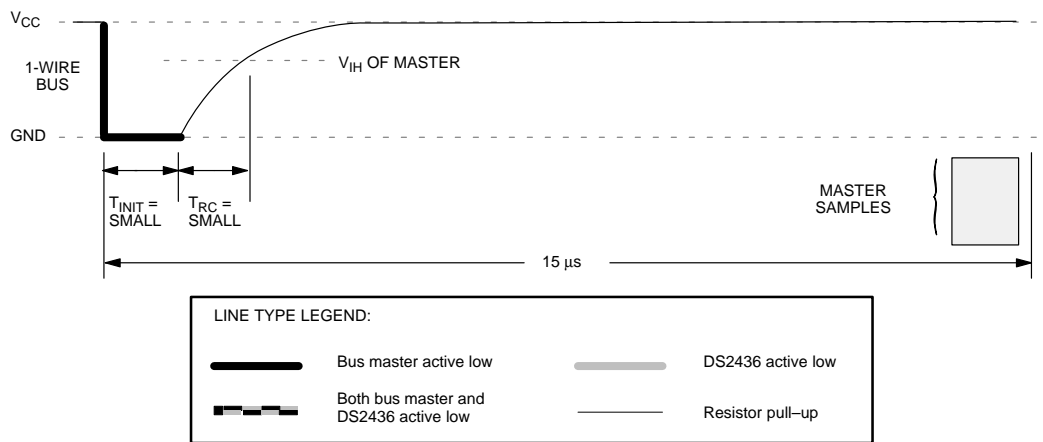 VCC
1-WIRE
BUS
VIH OF MASTER
GND
TINIT =
SMALL
TRC =
SMALL
MASTER
SAMPLES
15 µs
LINE TYPE LEGEND:
Bus master active low
DS2436 active low
Both bus master and
DS2436 active low
Resistor pull–up